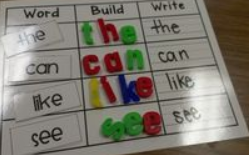 Word Build Write
the the the
can can can
like like like
see see see